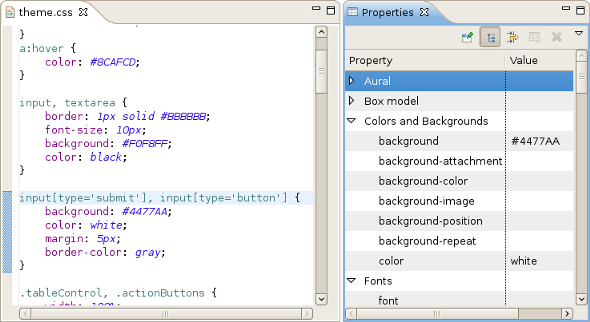 theme.css
}
a:hover {
color: #8CAFCD;
}
input, textarea {
border: 1px solid #BBBBBB;
font-size: 10px;
background: #F0F8FF;
color: black;
}
input[type='submit'], input[type='button'] {
background: #4477AA;
color: white;
margin: 5px;
border-color: gray;
}
.tableControl, .actionButtons {
Properties
Property Value
Aural
Box model
Colors and Backgrounds
background #4477AA
background-attachment
background-color
background-image
background-position
background-repeat
color white
Fonts
font